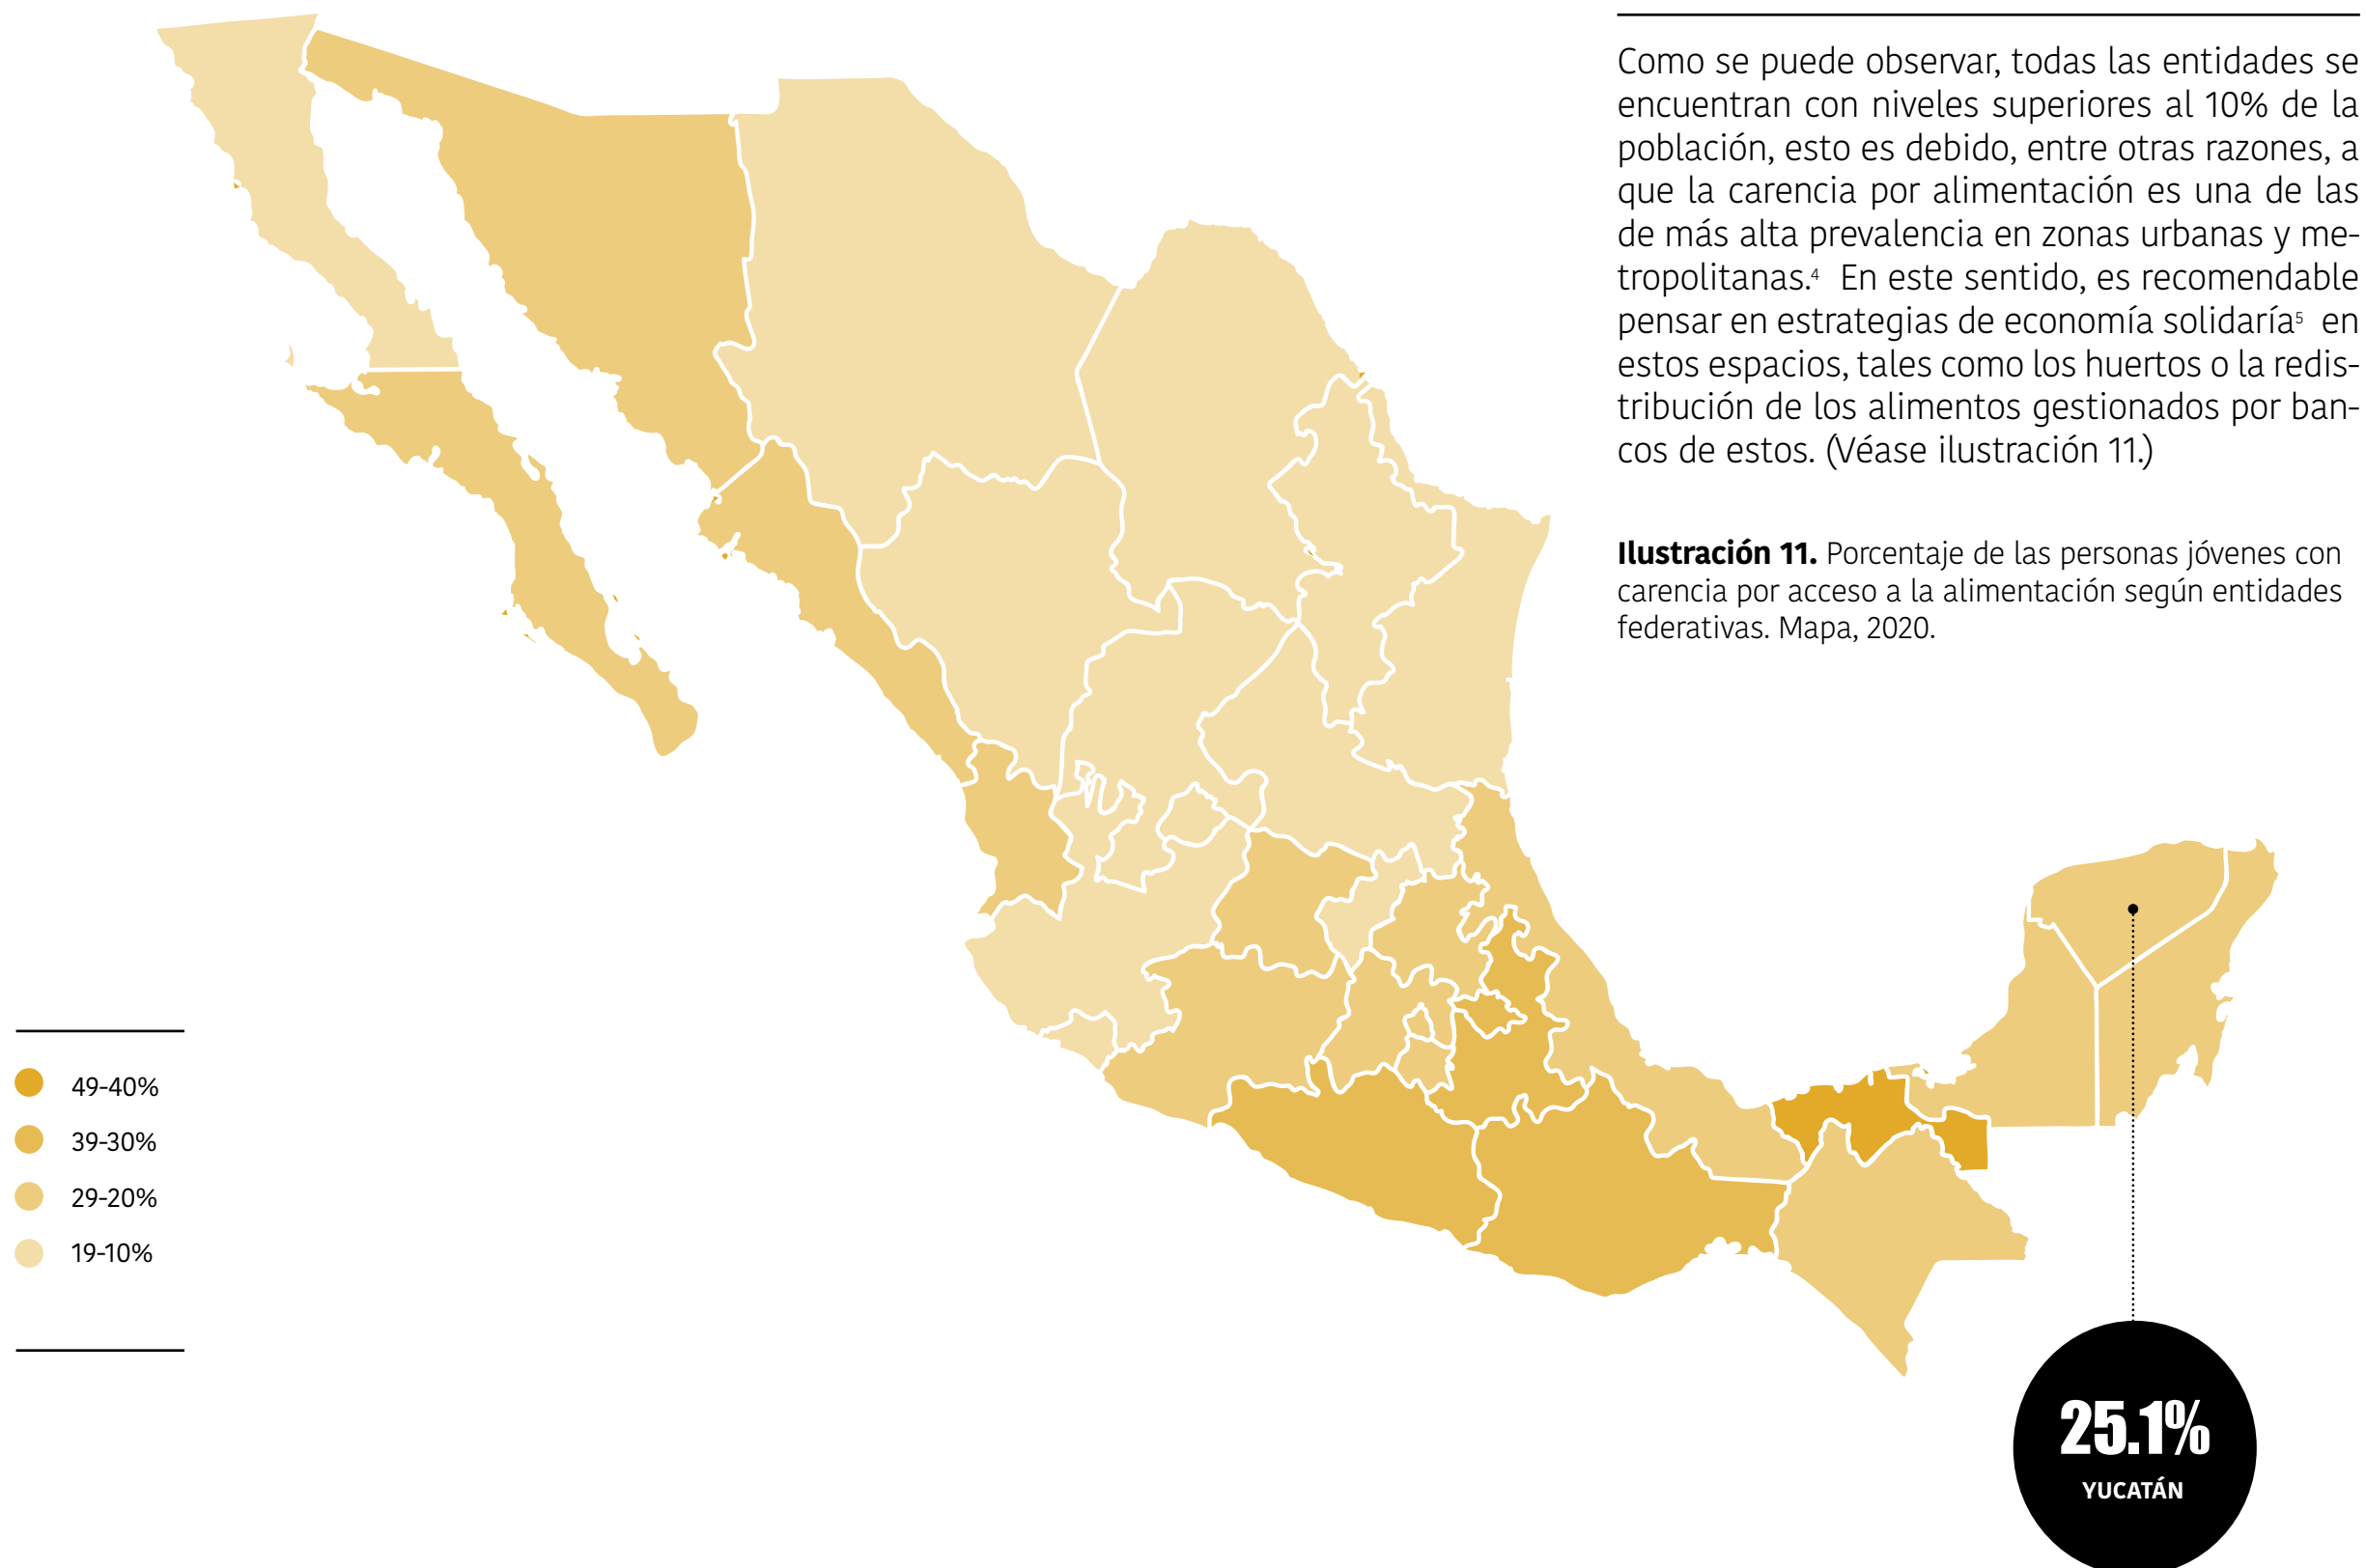 Como se puede observar, todas las entidades se
encuentran con niveles superiores al 10% de la
población, esto es debido, entre otras razones, a
que la carencia por alimentación es una de las
de más alta prevalencia en zonas urbanas y me-
tropolitanas.4 En este sentido, es recomendable
pensar en estrategias de economía solidaría5 en
estos espacios, tales como los huertos o la redis-
tribución de los alimentos gestionados por ban-
cos de estos. (Véase ilustración 11.)
Ilustración 11. Porcentaje de las personas jóvenes con
carencia por acceso a la alimentación según entidades
federativas. Mapa, 2020.
49-40%
39-30%
29-20%
19-10%
25.1%
YUCATÁN